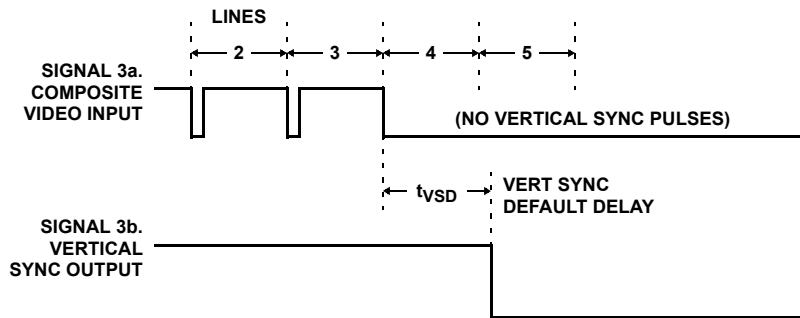 LINES
2 3 4 5
SIGNAL 3a.
COMPOSITE
VIDEO INPUT
(NO VERTICAL SYNC PULSES)
tVSD
VERT SYNC
DEFAULT DELAY
SIGNAL 3b.
VERTICAL
SYNC OUTPUT